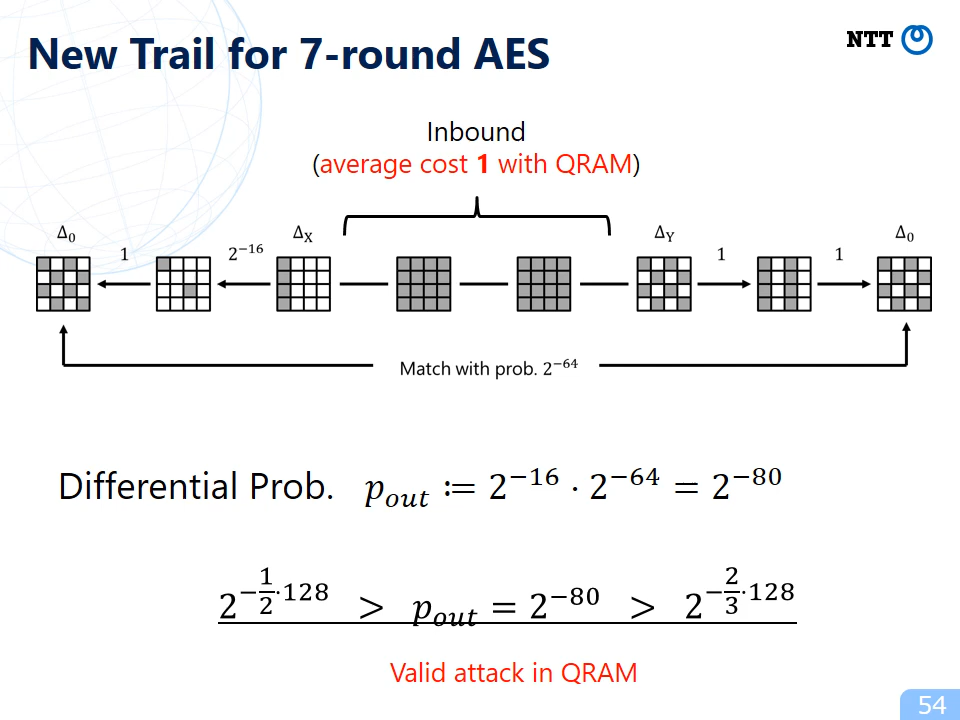 New Trail for 7-round AES
NTT
Inbound
(average cost 1 with QRAM)
Δ₀
1
2⁻¹⁶
Δ_X
Δ_Y
1
1
Δ₀
Match with prob. 2⁻⁶⁴
Differential Prob. p_out := 2⁻¹⁶ · 2⁻⁶⁴ = 2⁻⁸⁰
2^{-\frac{1}{2}·128} > p_out = 2⁻⁸⁰ > 2^{-\frac{2}{3}·128}
Valid attack in QRAM
54